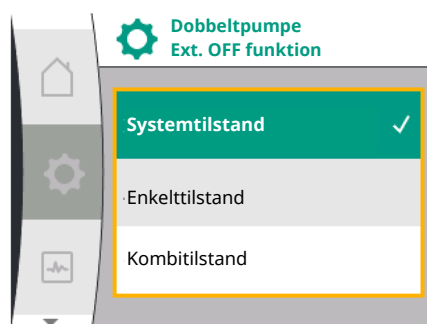 Dobbeltpumpe
Ext. OFF funktion
Systemtilstand
Enkelttilstand
Kombitilstand